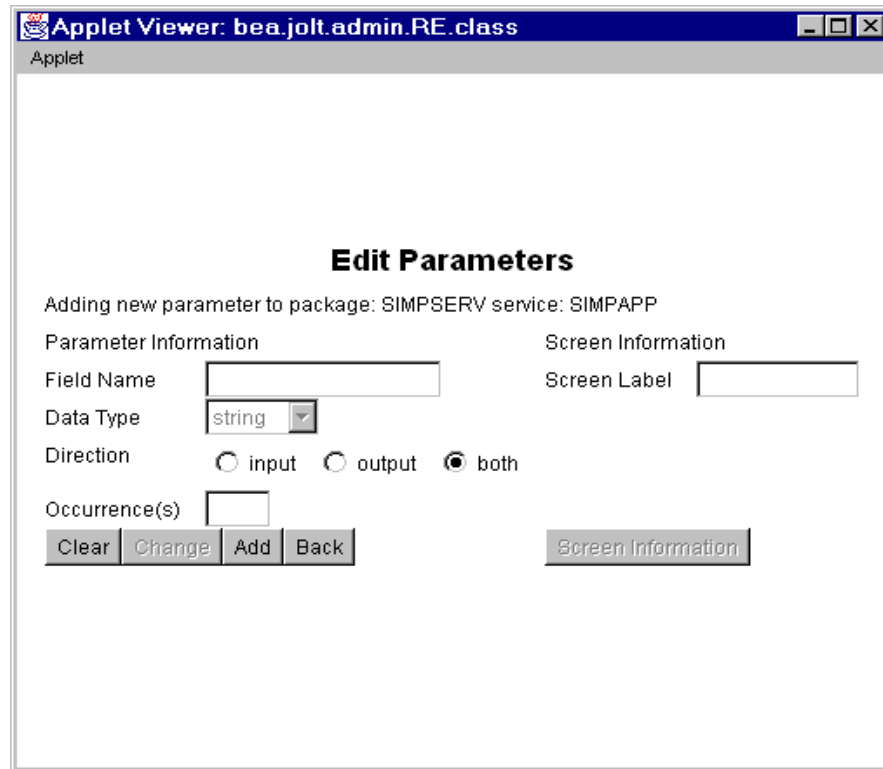 Applet Viewer: bea.jolt.admin.RE.class
Applet
Edit Parameters
Adding new parameter to package: SIMPSERV service: SIMPAPP
Parameter Information Screen Information
Field Name Screen Label
Data Type string
Direction input output both
Occurrence(s)
Clear Change Add Back Screen Information